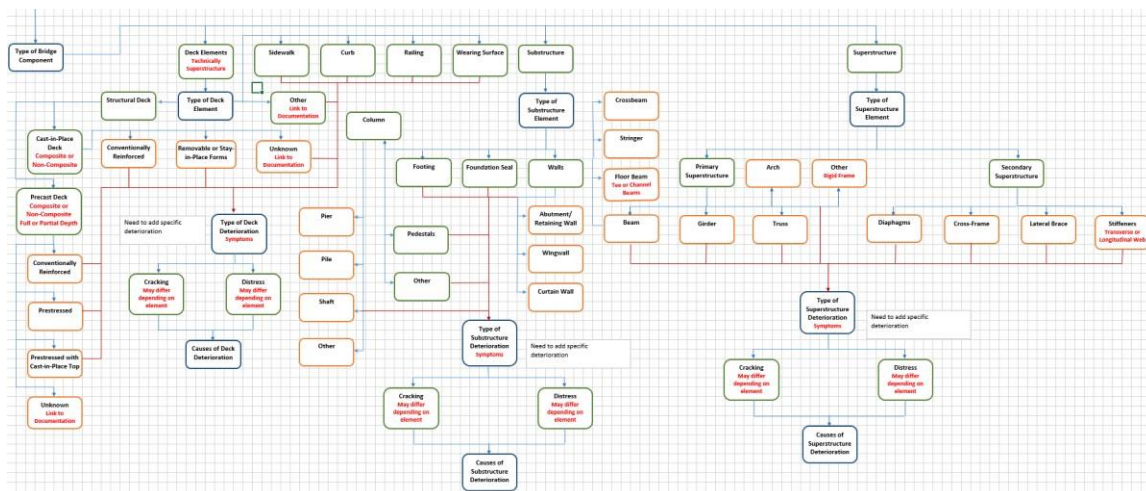 Type of Bridge
Component
Deck Elements
Technically
Superstructure
Sidewalk
Curb
Railing
Wearing Surface
Substructure
Superstructure
Structural Deck
Type of Deck
Element
Other
Link to
Documentation
Type of
Substructure
Element
Crossbeam
Type of
Superstructure
Element
Column
Cast-in-Place
Deck
Composite or
Non-Composite
Conventionally
Reinforced
Removable or Stay-
in-Place Forms
Unknown
Link to
Documentation
Stringer
Footing
Foundation Seal
Walls
Primary
Superstructure
Arch
Other
Rigid Frame
Secondary
Superstructure
Floor Beam
Tee or Channel
Beams
Precast Deck
Composite or
Non-Composite
Full or Partial Depth
Need to add specific
deterioration
Type of Deck
Deterioration
Symptoms
Pier
Pedestals
Abutment/
Retaining Wall
Beam
Girder
Truss
Diaphagms
Cross-Frame
Lateral Brace
Stiffeners
Transverse or
Longitudinal Web
Conventionally
Reinforced
Wingwall
Pile
Cracking
May differ
depending on
element
Distress
May differ
depending on
element
Other
Curtain Wall
Prestressed
Shaft
Type of
Superstructure
Deterioration
Symptoms
Need to add specific
deterioration
Type of
Substructure
Deterioration
Symptoms
Need to add specific
deterioration
Causes of Deck
Deterioration
Other
Prestressed with
Cast-in-Place Top
Cracking
May differ
depending on
element
Distress
May differ
depending on
element
Unknown
Link to
Documentation
Cracking
May differ
depending on
element
Distress
May differ
depending on
element
Causes of
Superstructure
Deterioration
Causes of
Substructure
Deterioration